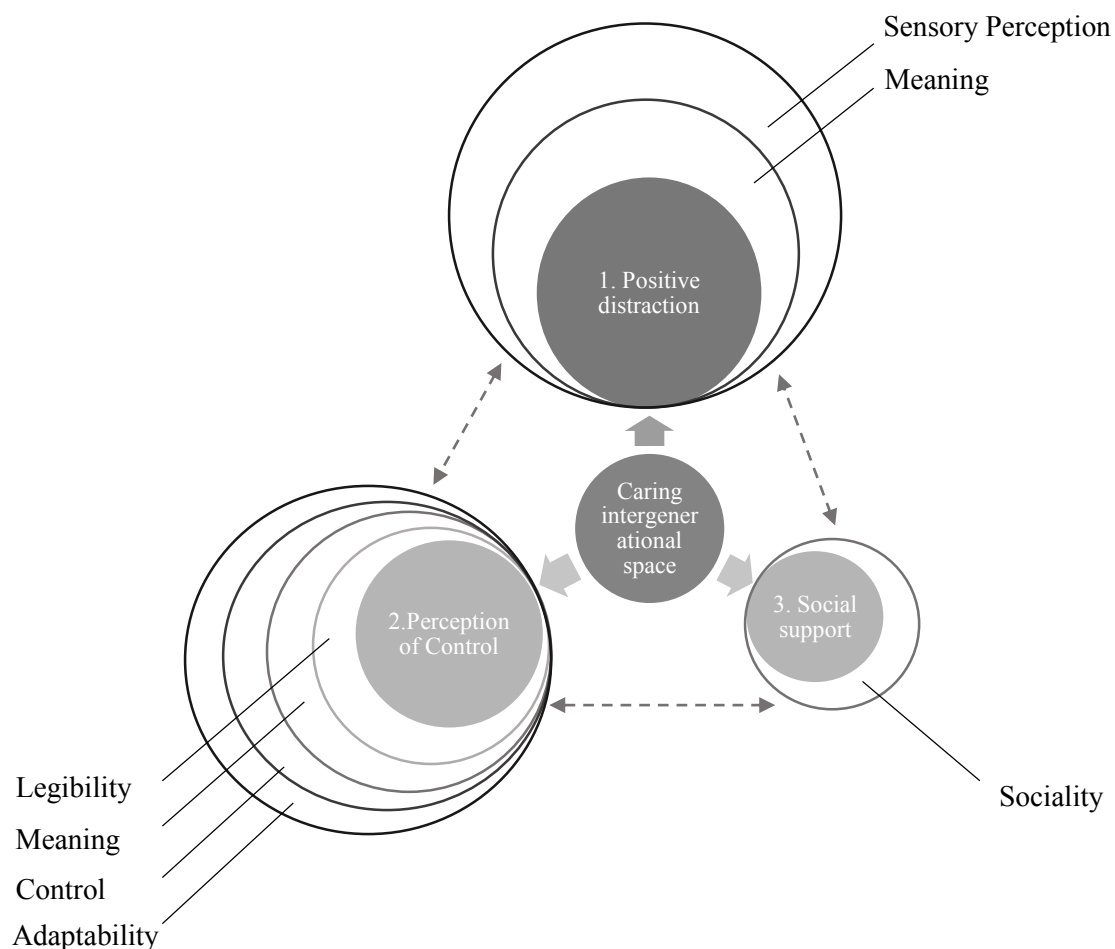 Sensory Perception
Meaning
1. Positive
distraction
Caring
intergener
ational
space
2.Perception
of Control
3. Social
support
Legibility
Meaning
Control
Adaptability
Sociality